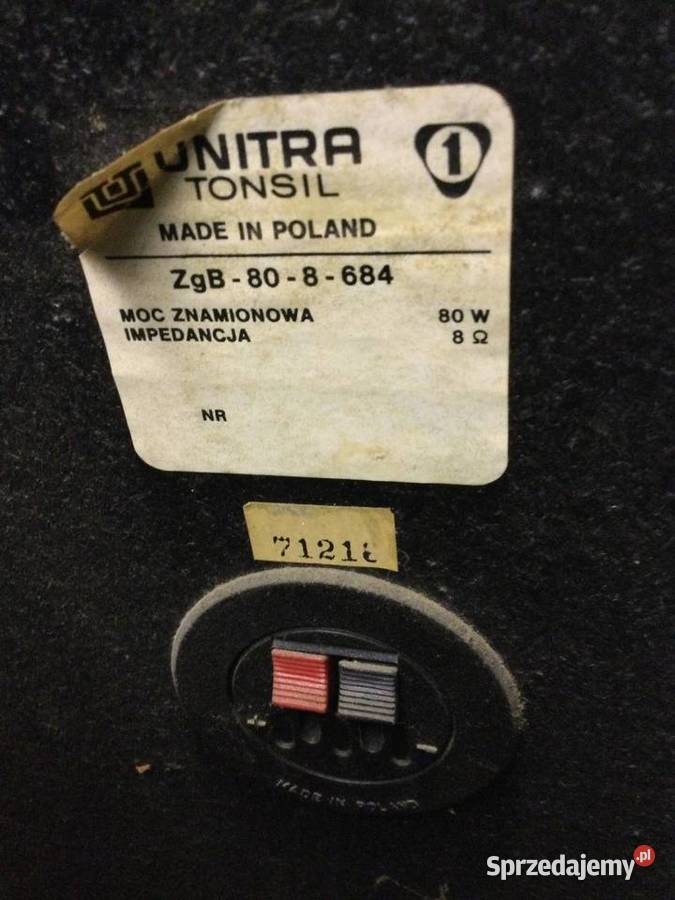 UNITRA
TONSIL
1
MADE IN POLAND
ZgB - 80 - 8 - 684
MOC ZNAMIONOWA 80 W
IMPEDANCJA 8 Ω
NR
MADE IN POLAND
Sprzedajemy.pl